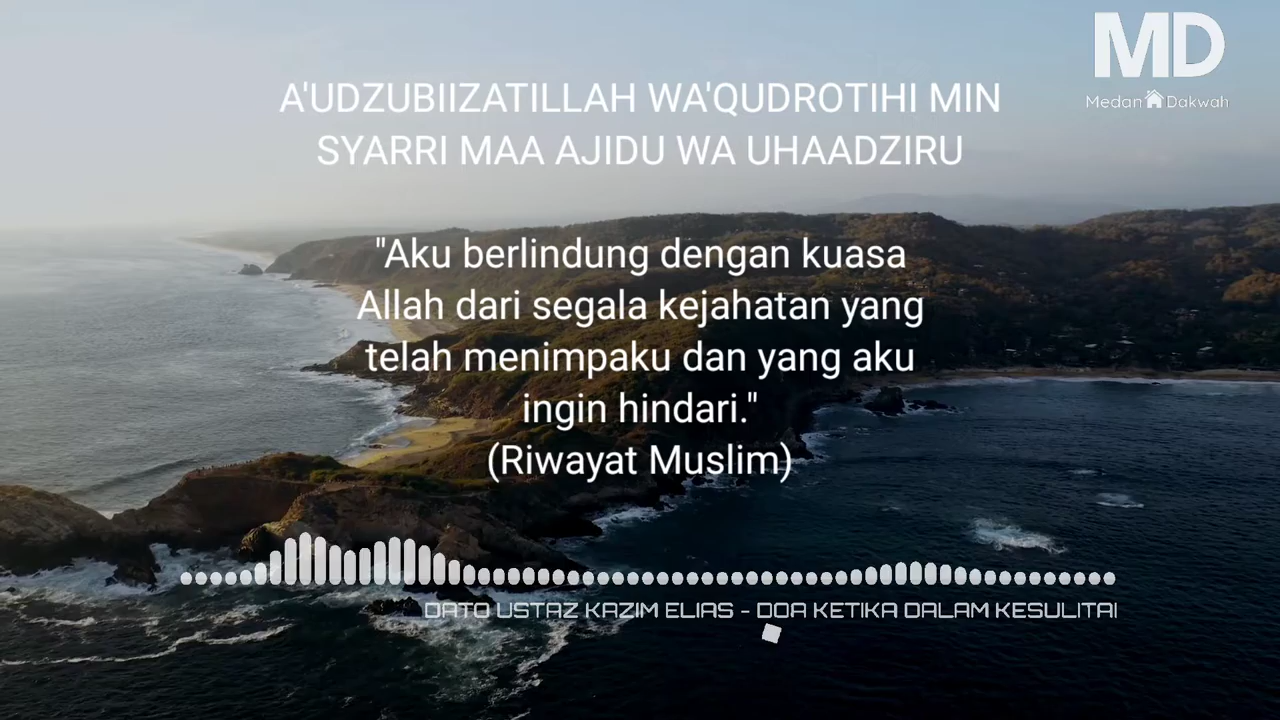 MD
Medan Dakwah
A'UDZUBIIZATILLAH WA'QUDROTIHI MIN
SYARRI MAA AJIDU WA UHAADZIRU
"Aku berlindung dengan kuasa
Allah dari segala kejahatan yang
telah menimpaku dan yang aku
ingin hindari."
(Riwayat Muslim)
DATO USTAZ KAZIM ELIAS - DOA KETIKA DALAM KESULITAI